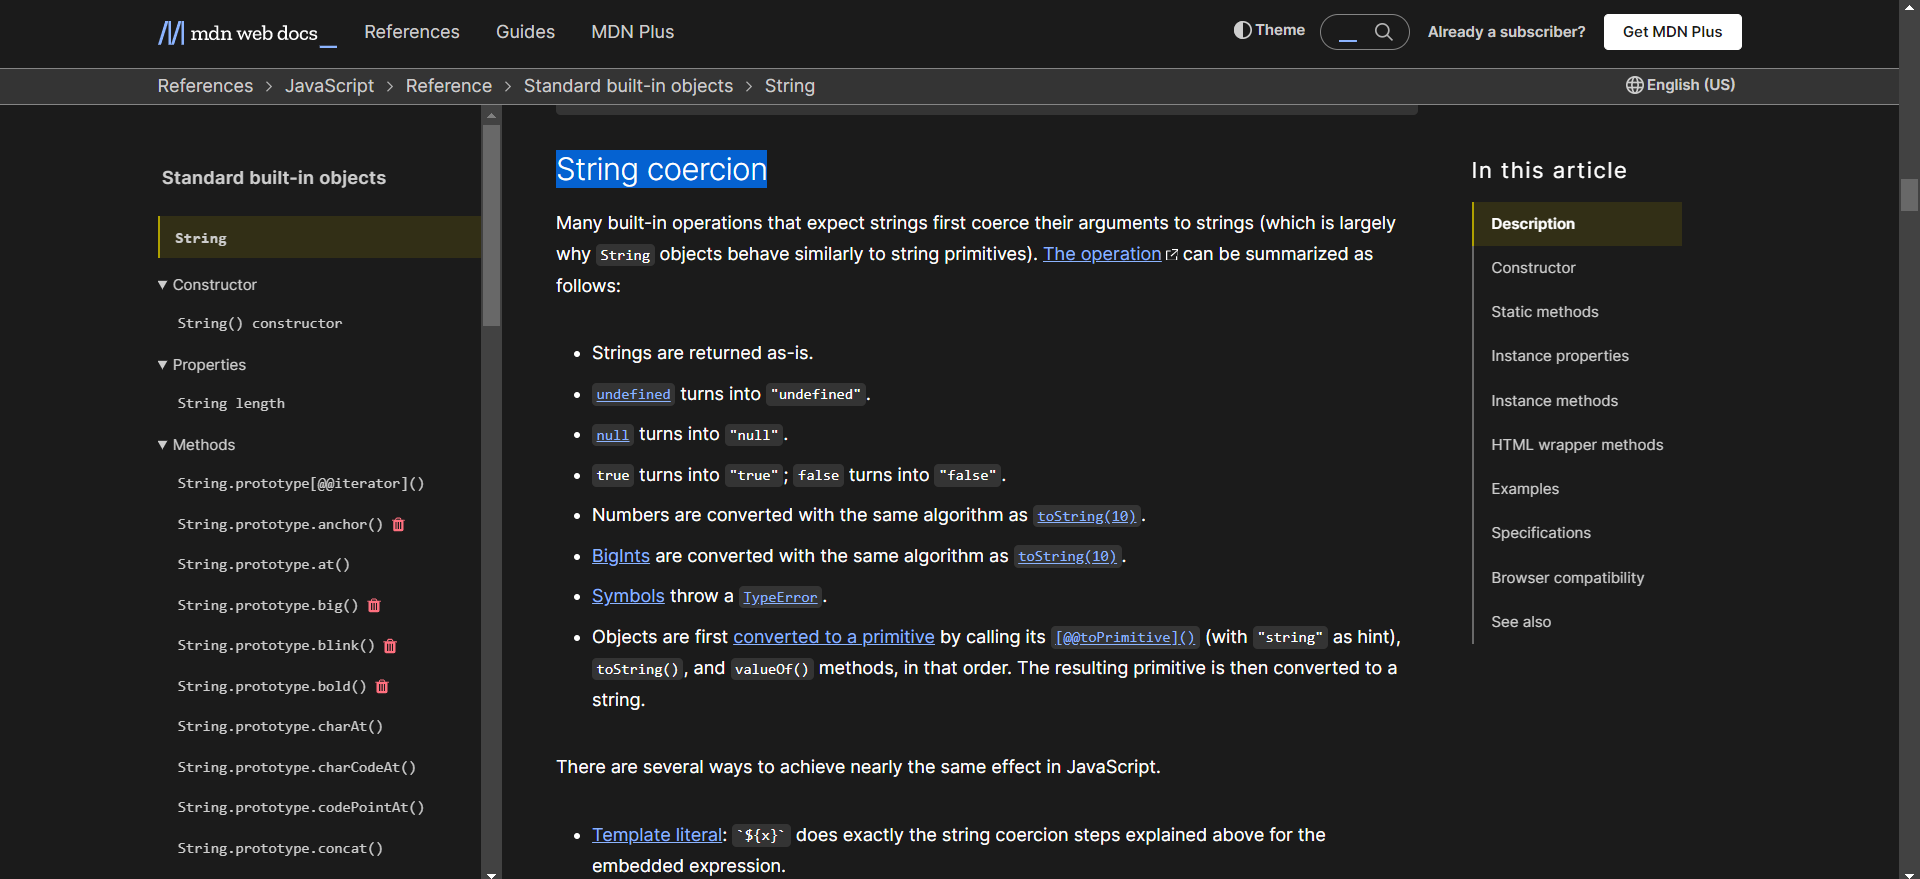 mdn web docs_
References
Guides
MDN Plus
Theme
Already a subscriber?
Get MDN Plus
References > JavaScript > Reference > Standard built-in objects > String
English (US)
Standard built-in objects
String
▼ Constructor
String() constructor
▼ Properties
String length
▼ Methods
String.prototype[@@iterator]()
String.prototype.anchor()
String.prototype.at()
String.prototype.big()
String.prototype.blink()
String.prototype.bold()
String.prototype.charAt()
String.prototype.charCodeAt()
String.prototype.codePointAt()
String.prototype.concat()
String coercion
Many built-in operations that expect strings first coerce their arguments to strings (which is largely
why String objects behave similarly to string primitives). The operation can be summarized as
follows:
• Strings are returned as-is.
• undefined turns into "undefined".
• null turns into "null".
• true turns into "true"; false turns into "false".
• Numbers are converted with the same algorithm as toString(10).
• BigInts are converted with the same algorithm as toString(10).
• Symbols throw a TypeError.
• Objects are first converted to a primitive by calling its [@@toPrimitive]() (with "string" as hint),
toString(), and valueOf() methods, in that order. The resulting primitive is then converted to a
string.
There are several ways to achieve nearly the same effect in JavaScript.
• Template literal: `${x}` does exactly the string coercion steps explained above for the
embedded expression.
In this article
Description
Constructor
Static methods
Instance properties
Instance methods
HTML wrapper methods
Examples
Specifications
Browser compatibility
See also